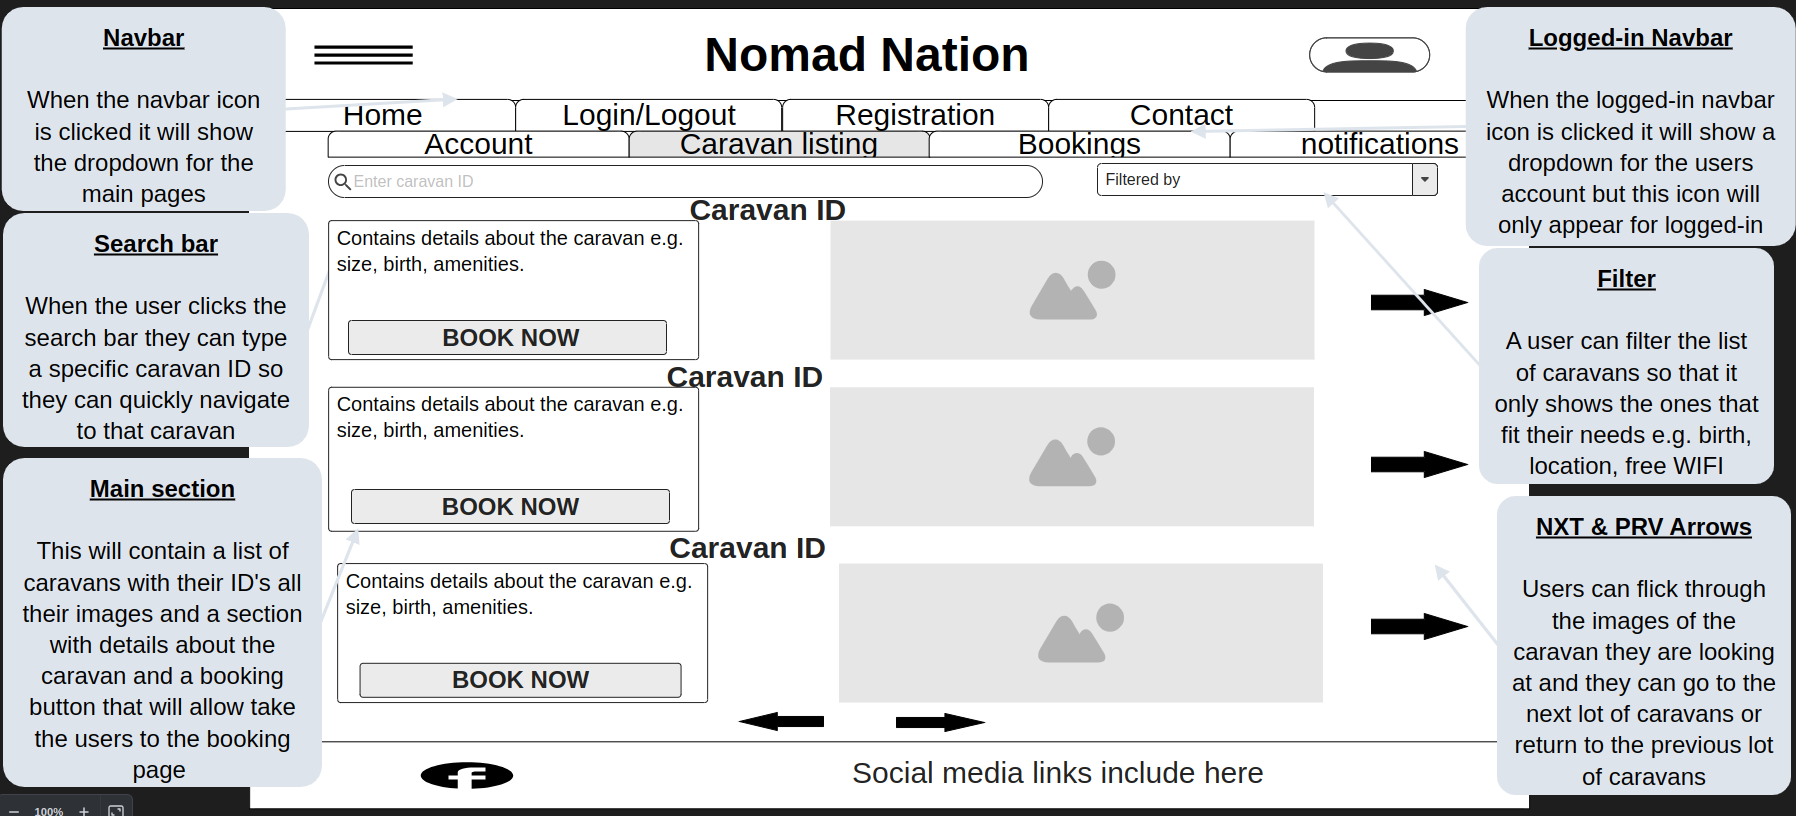 Navbar
When the navbar icon
is clicked it will show
the dropdown for the
main pages
Search bar
When the user clicks the
search bar they can type
a specific caravan ID so
they can quickly navigate
to that caravan
Main section
This will contain a list of
caravans with their ID's all
their images and a section
with details about the
caravan and a booking
button that will allow take
the users to the booking
page
Nomad Nation
Home Login/Logout Registration Contact
Account Caravan listing Bookings notifications
Enter caravan ID
Filtered by
Caravan ID
Contains details about the caravan e.g.
size, birth, amenities.
BOOK NOW
Caravan ID
Contains details about the caravan e.g.
size, birth, amenities.
BOOK NOW
Caravan ID
Contains details about the caravan e.g.
size, birth, amenities.
BOOK NOW
f
Social media links include here
Logged-in Navbar
When the logged-in navbar
icon is clicked it will show a
dropdown for the users
account but this icon will
only appear for logged-in
Filter
A user can filter the list
of caravans so that it
only shows the ones that
fit their needs e.g. birth,
location, free WIFI
NXT & PRV Arrows
Users can flick through
the images of the
caravan they are looking
at and they can go to the
next lot of caravans or
return to the previous lot
of caravans
100%